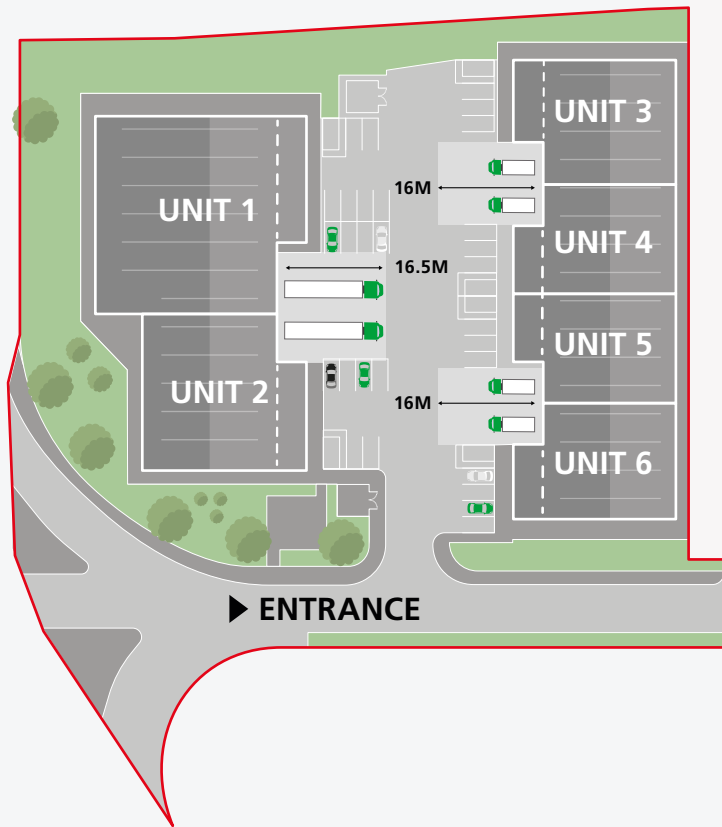 UNIT 3
16M
UNIT 1
UNIT 4
16.5M
UNIT 5
UNIT 2
16M
UNIT 6
ENTRANCE